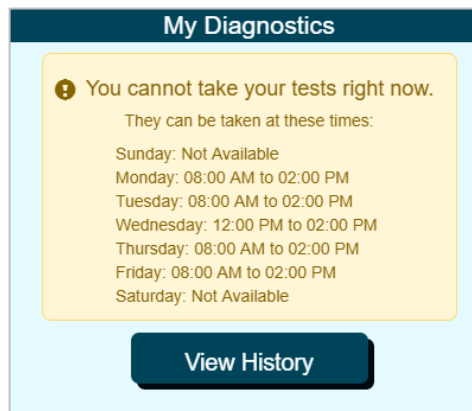 My Diagnostics
You cannot take your tests right now.
They can be taken at these times:
Sunday: Not Available
Monday: 08:00 AM to 02:00 PM
Tuesday: 08:00 AM to 02:00 PM
Wednesday: 12:00 PM to 02:00 PM
Thursday: 08:00 AM to 02:00 PM
Friday: 08:00 AM to 02:00 PM
Saturday: Not Available
View History